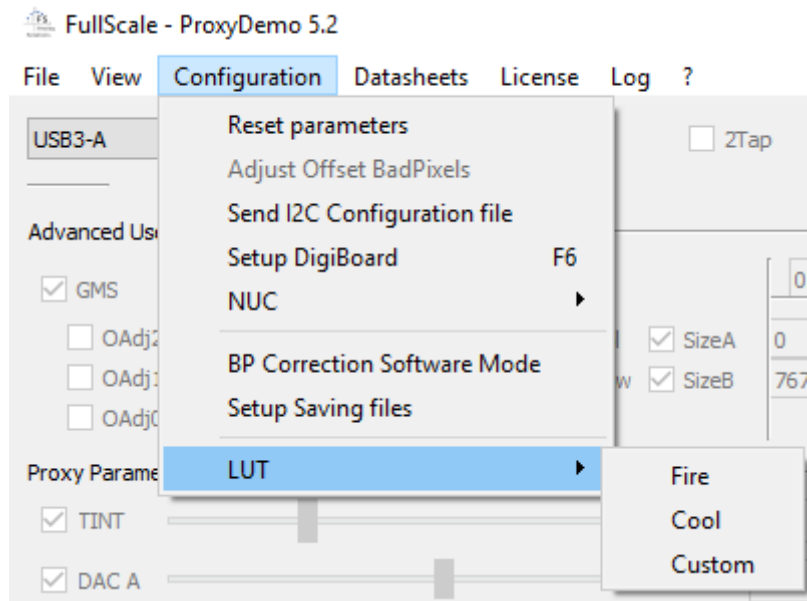 FullScale - ProxyDemo 5.2
File View Configuration Datasheets License Log ?
USB3-A
2Tap
Reset parameters
Adjust Offset BadPixels
Send I2C Configuration file
Setup DigiBoard F6
NUC
BP Correction Software Mode
Setup Saving files
LUT
Fire
Cool
Custom
Advanced Use
GMS
OAdj2
OAdj1
OAdj0
0
SizeA 0
w SizeB 767
Proxy Parame
TINT
DAC A